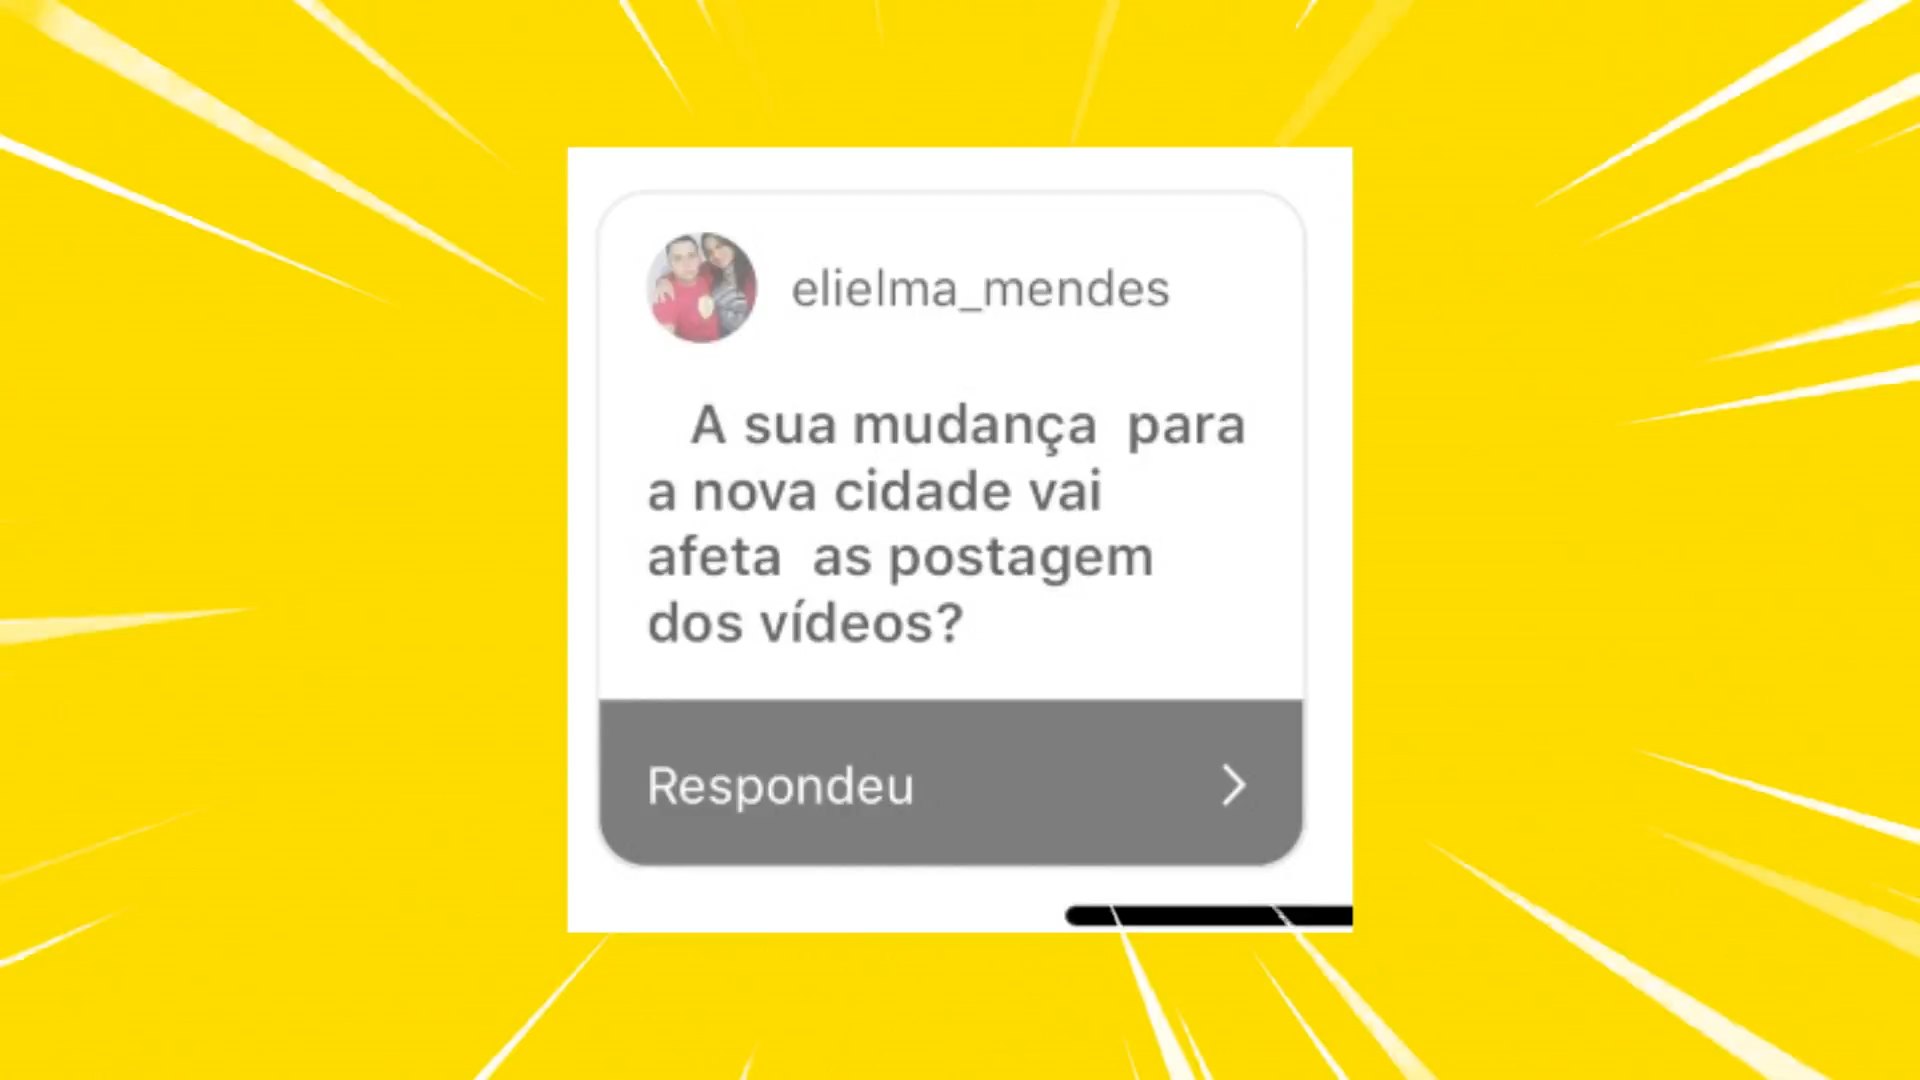 elielma_mendes
A sua mudança para
a nova cidade vai
afeta as postagem
dos vídeos?
Respondeu